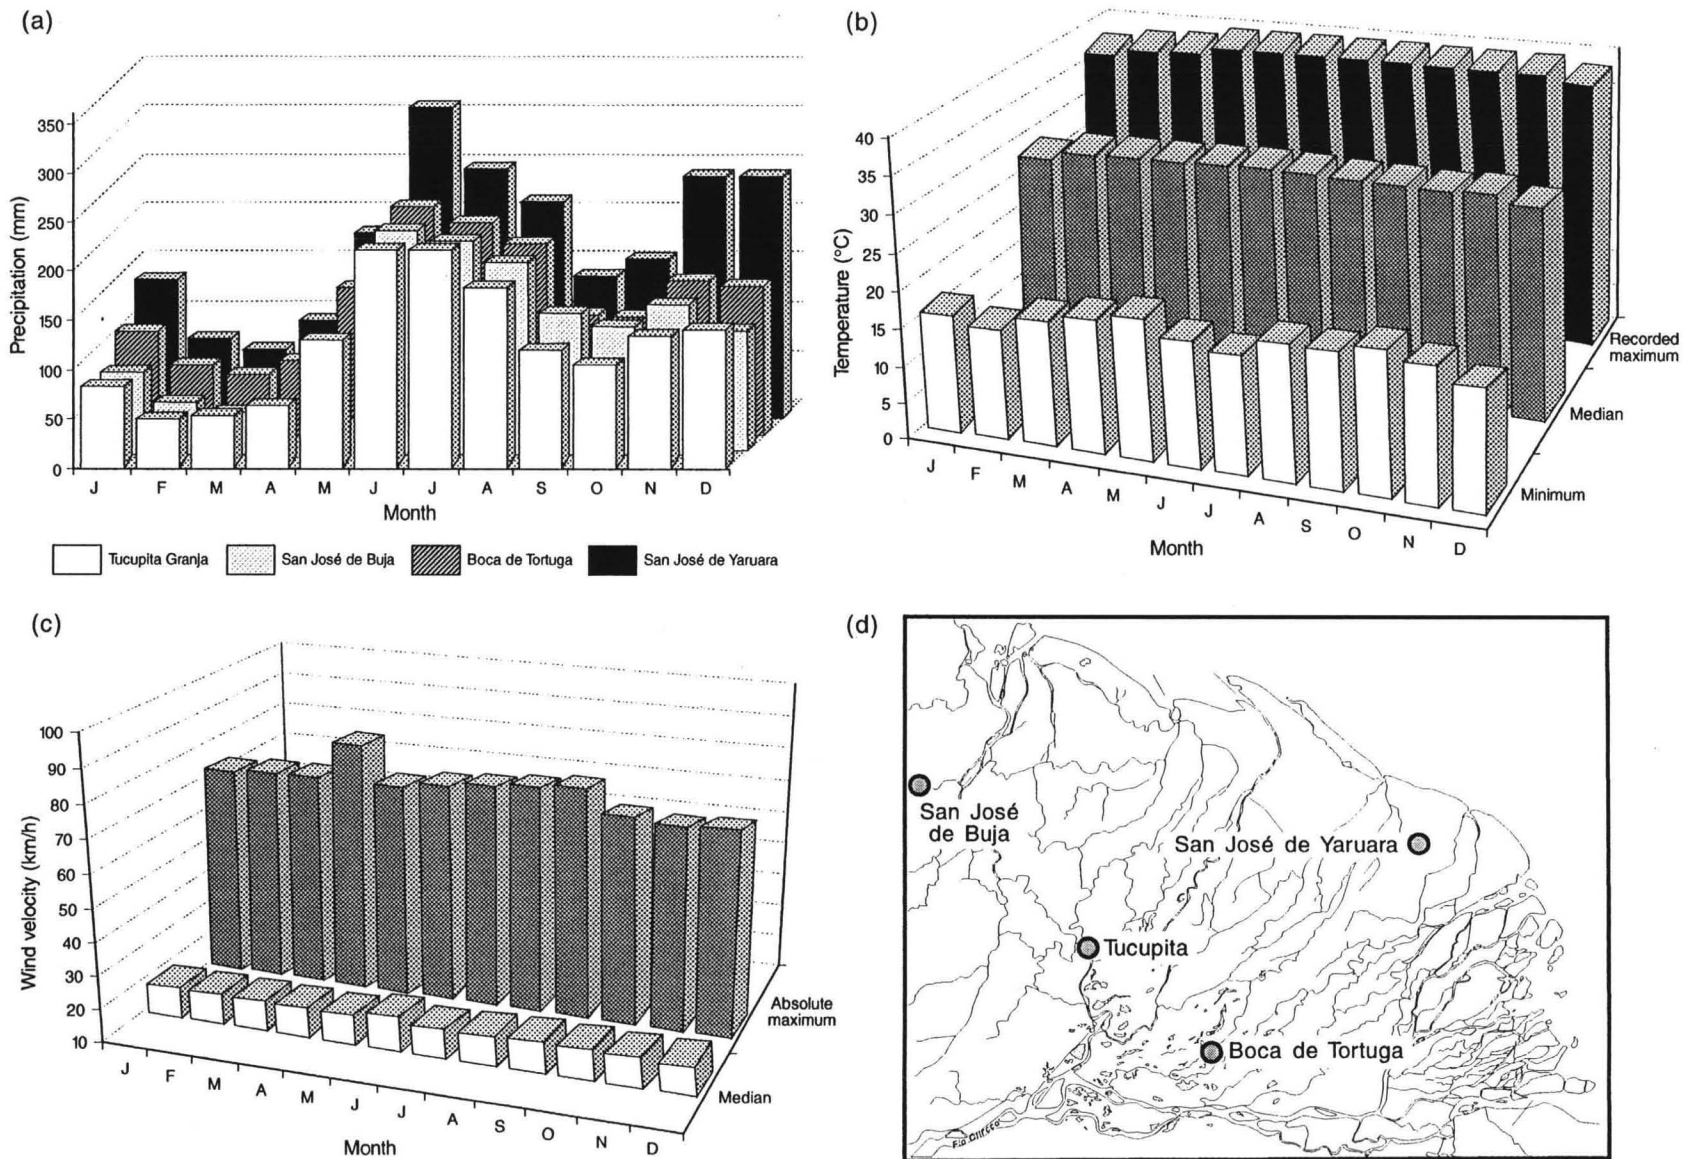 (a)
Precipitation (mm)
350
300
250
200
150
100
50
0
J F M A M J J A S O N D
Month
Tucupita Granja San José de Buja Boca de Tortuga San José de Yaruara
(b)
Temperature (°C)
40
35
30
25
20
15
10
5
0
J F M A M J J A S O N D
Month
Recorded
maximum
Median
Minimum
(c)
Wind velocity (km/h)
100
90
80
70
60
50
40
30
20
10
J F M A M J J A S O N D
Month
Absolute
maximum
Median
(d)
San José
de Buja
San José de Yaruara
Tucupita
Boca de Tortuga